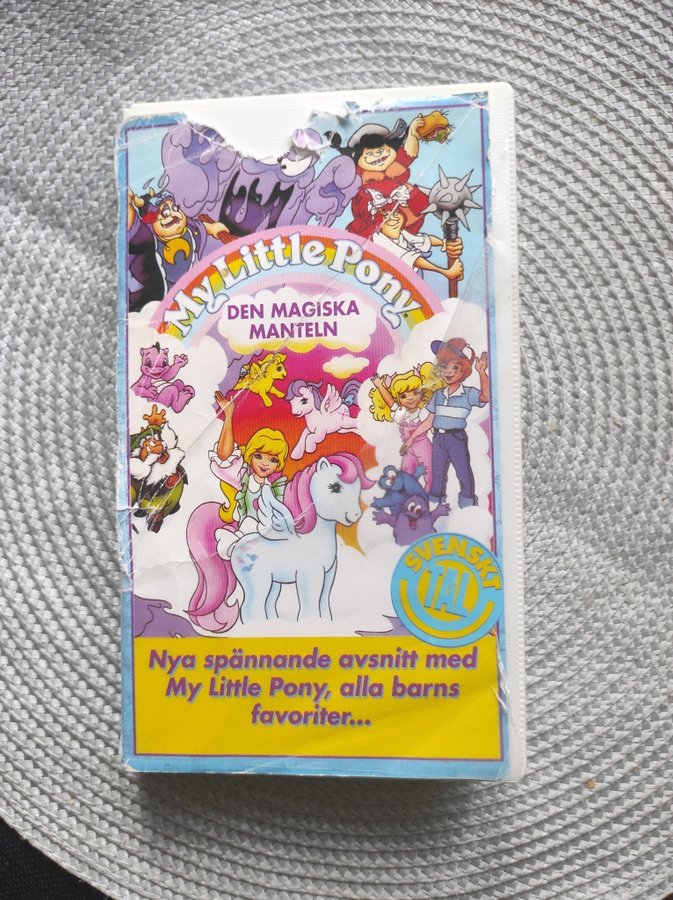 My Little Pony
DEN MAGISKA
MANTELN
SVENSKT
TAL
Nya spännande avsnitt med
My Little Pony, alla barns
favoriter...